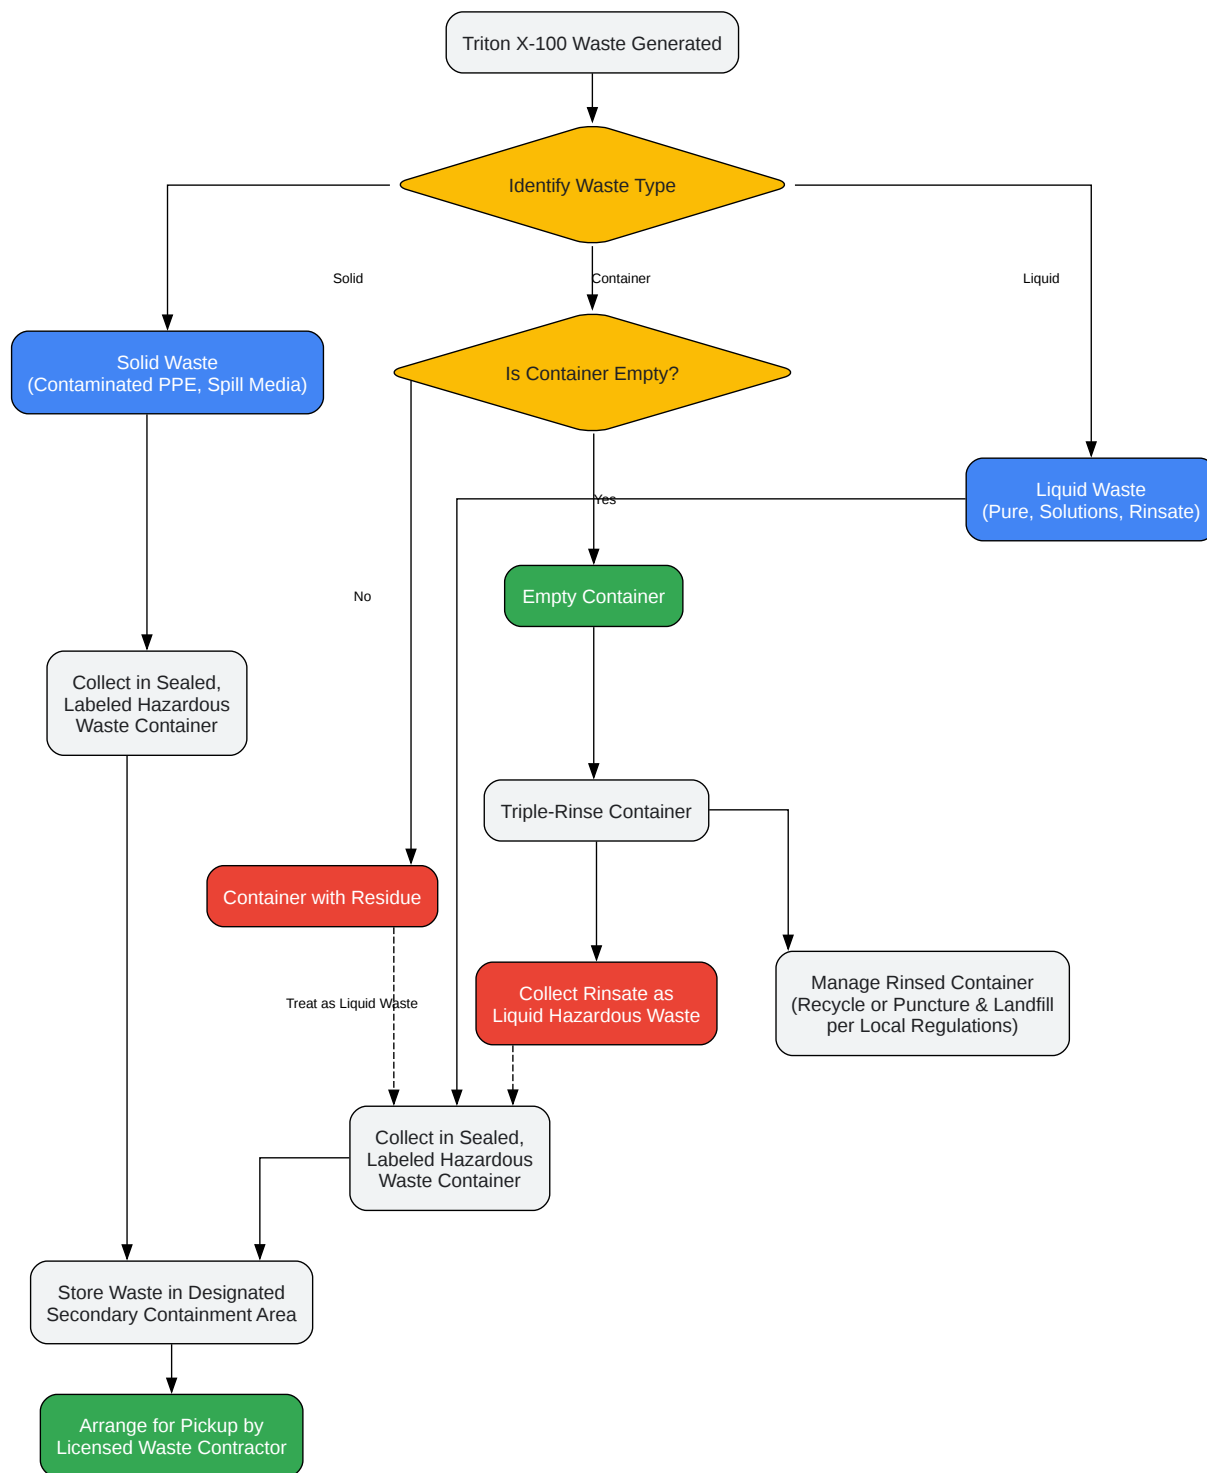 Triton X-100 Waste Generated
Identify Waste Type
Solid
Container
Liquid
Solid Waste
(Contaminated PPE, Spill Media)
Is Container Empty?
Liquid Waste
(Pure, Solutions, Rinsate)
Yes
No
Empty Container
Collect in Sealed,
Labeled Hazardous
Waste Container
Triple-Rinse Container
Container with Residue
Treat as Liquid Waste
Collect Rinsate as
Liquid Hazardous Waste
Manage Rinsed Container
(Recycle or Puncture & Landfill
per Local Regulations)
Collect in Sealed,
Labeled Hazardous
Waste Container
Store Waste in Designated
Secondary Containment Area
Arrange for Pickup by
Licensed Waste Contractor